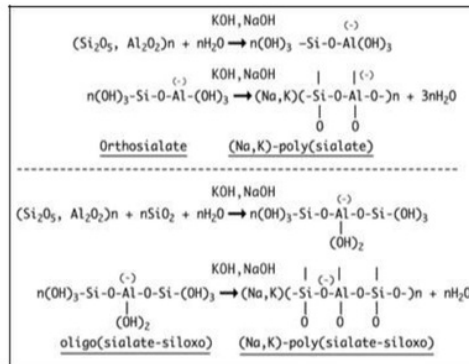 KOH,NaOH (-)
(Si₂O₅, Al₂O₂)n + nH₂O → n(OH)₃ -Si-O-Al(OH)₃
(-) KOH,NaOH | |(-)
n(OH)₃-Si-O-Al-(OH)₃ → (Na,K)(-Si-O-Al-O-)n + 3nH₂O
| |
O O
Orthosialate (Na,K)-poly(sialate)
KOH,NaOH (-)
(Si₂O₅, Al₂O₂)n + nSiO₂ + nH₂O → n(OH)₃-Si-O-Al-O-Si-(OH)₃
|
(OH)₂
(-) KOH,NaOH | (-) | |
n(OH)₃-Si-O-Al-O-Si-(OH)₃ → (Na,K)(-Si-O-Al-O-Si-O-)n + nH₂O
| | | |
(OH)₂ O O O
oligo(sialate-siloxo) (Na,K)-poly(sialate-siloxo)